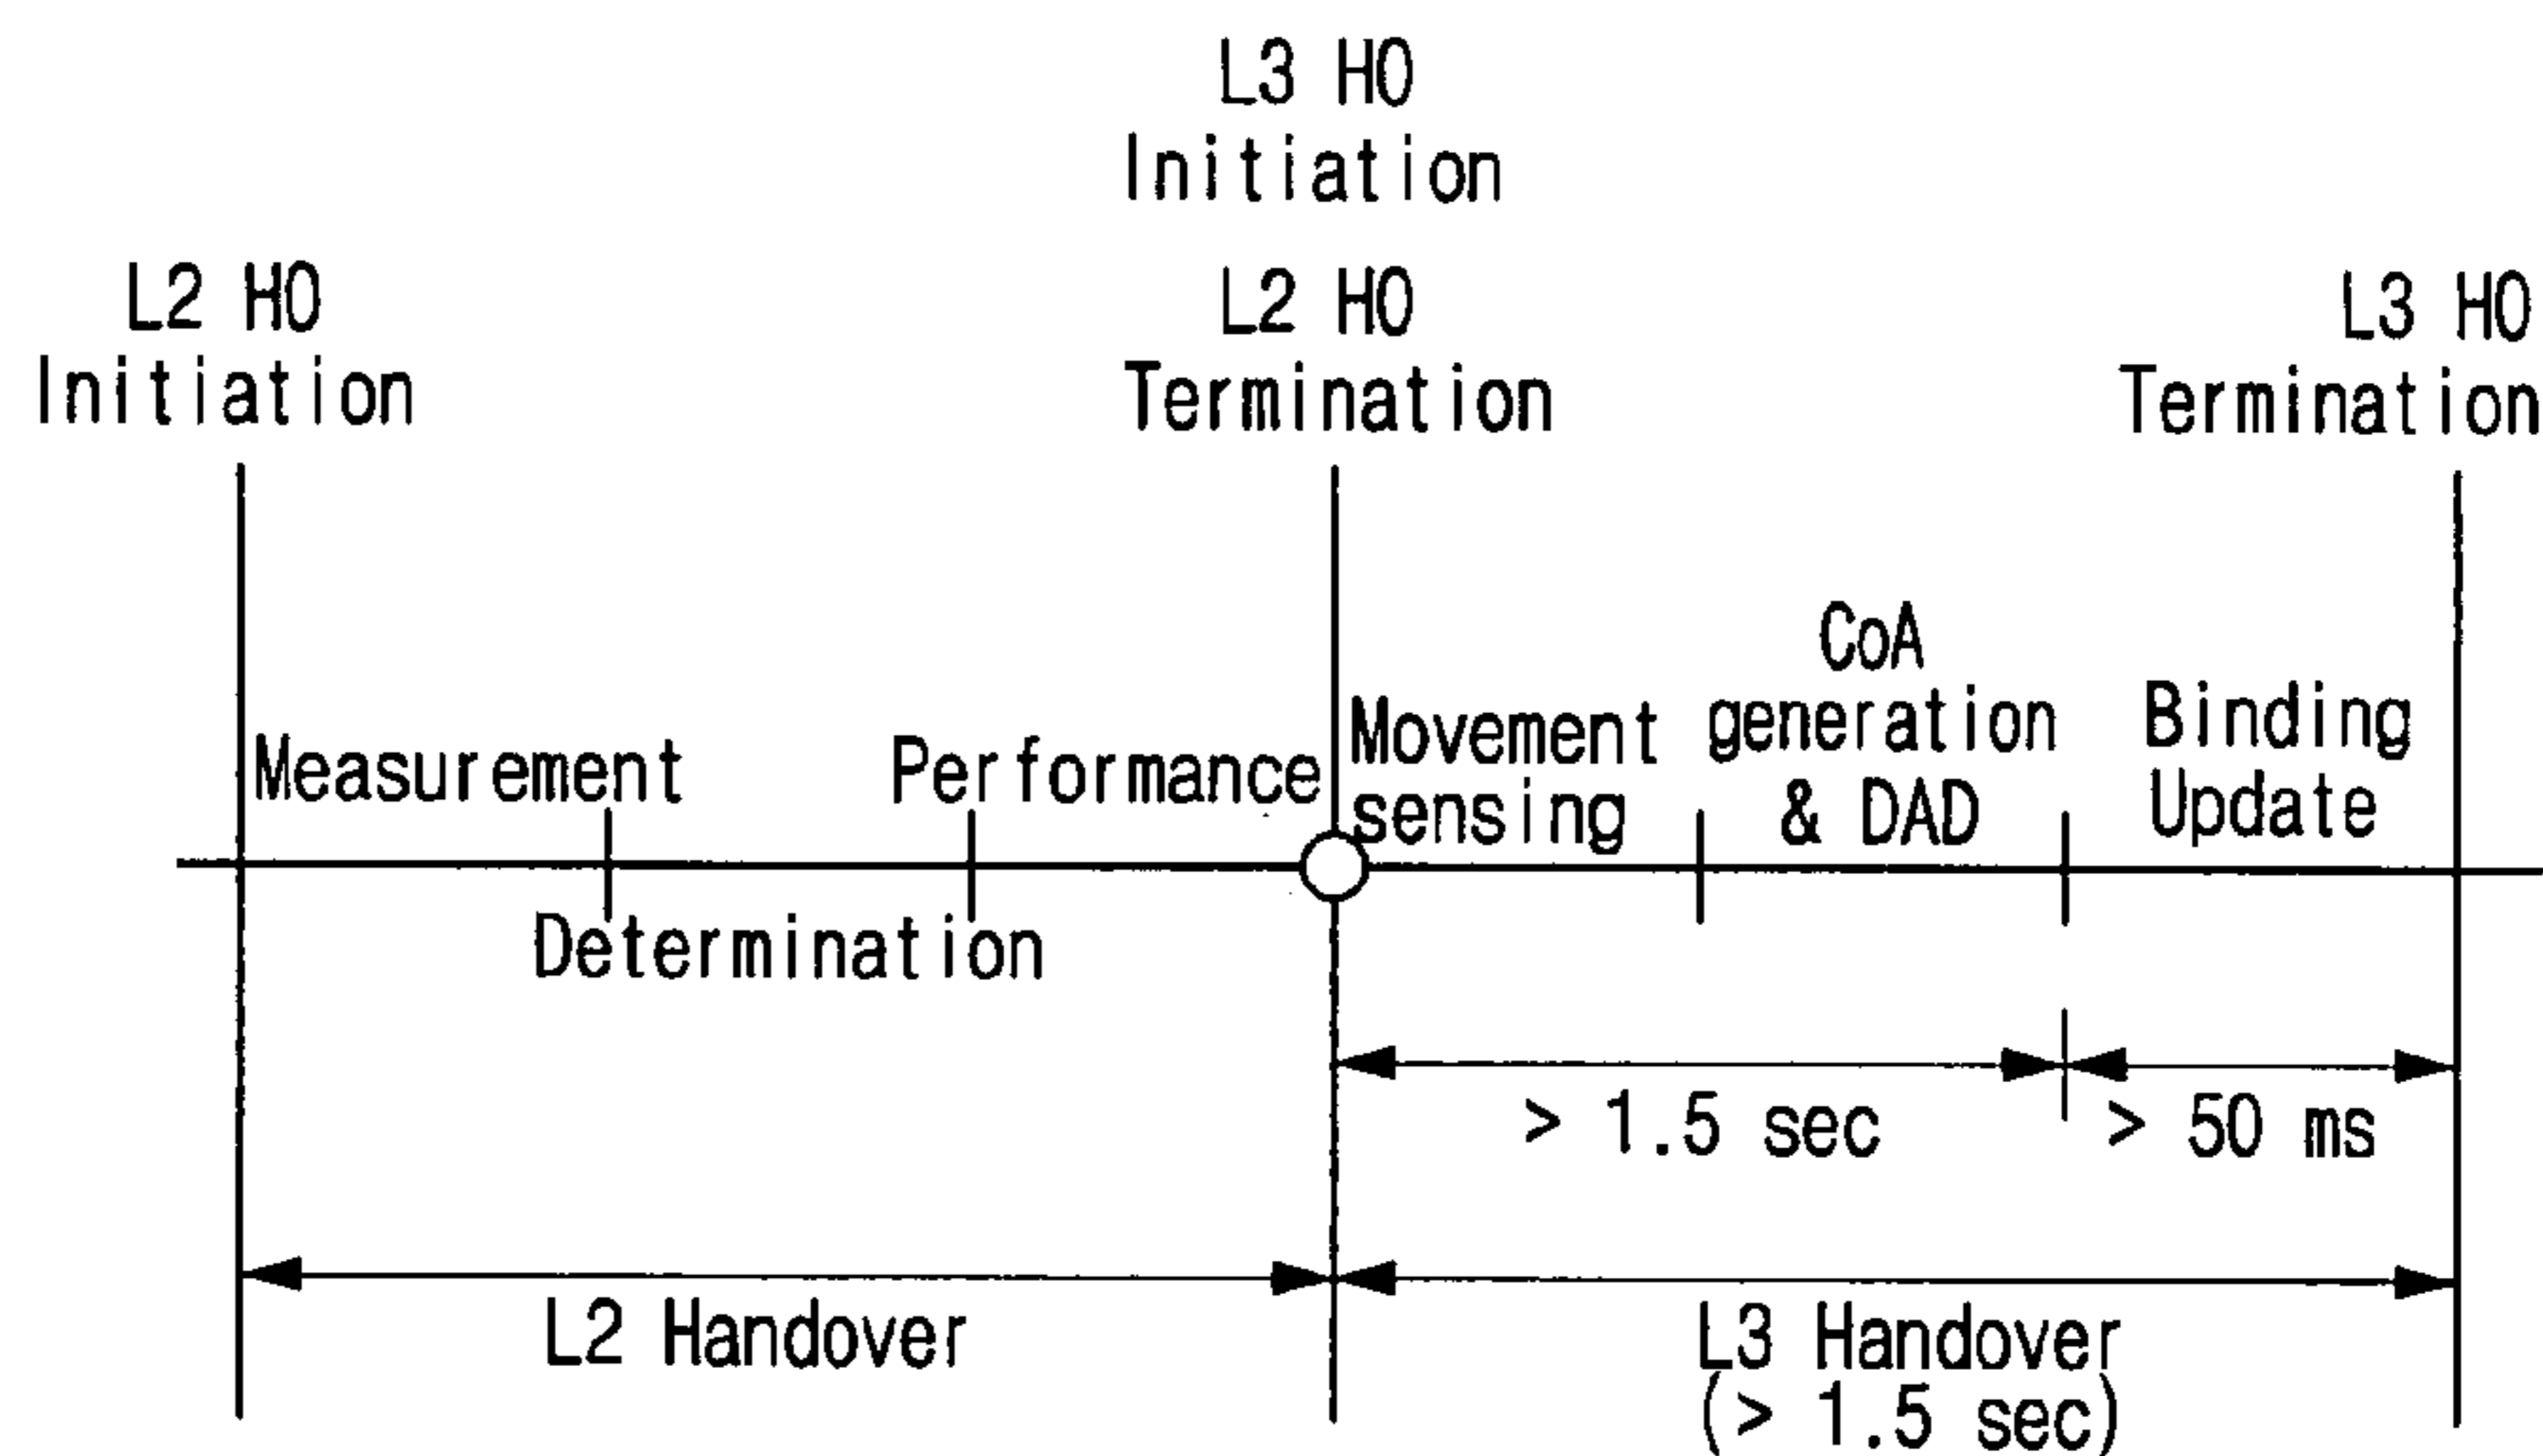 L3 HO
Initiation
L2 HO
Initiation
L2 HO
Termination
L3 HO
Termination
Measurement
Determination
Performance
Movement
sensing
CoA
generation
& DAD
Binding
Update
> 1.5 sec
> 50 ms
L2 Handover
L3 Handover
(> 1.5 sec)